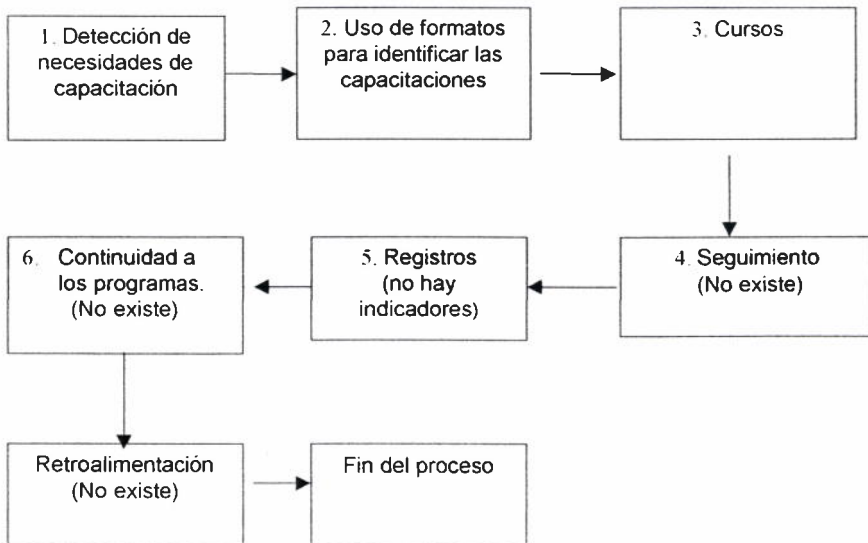 1. Detección de
necesidades de
capacitación
2. Uso de formatos
para identificar las
capacitaciones
3. Cursos
4. Seguimiento
(No existe)
5. Registros
(no hay
indicadores)
6. Continuidad a
los programas.
(No existe)
Retroalimentación
(No existe)
Fin del proceso